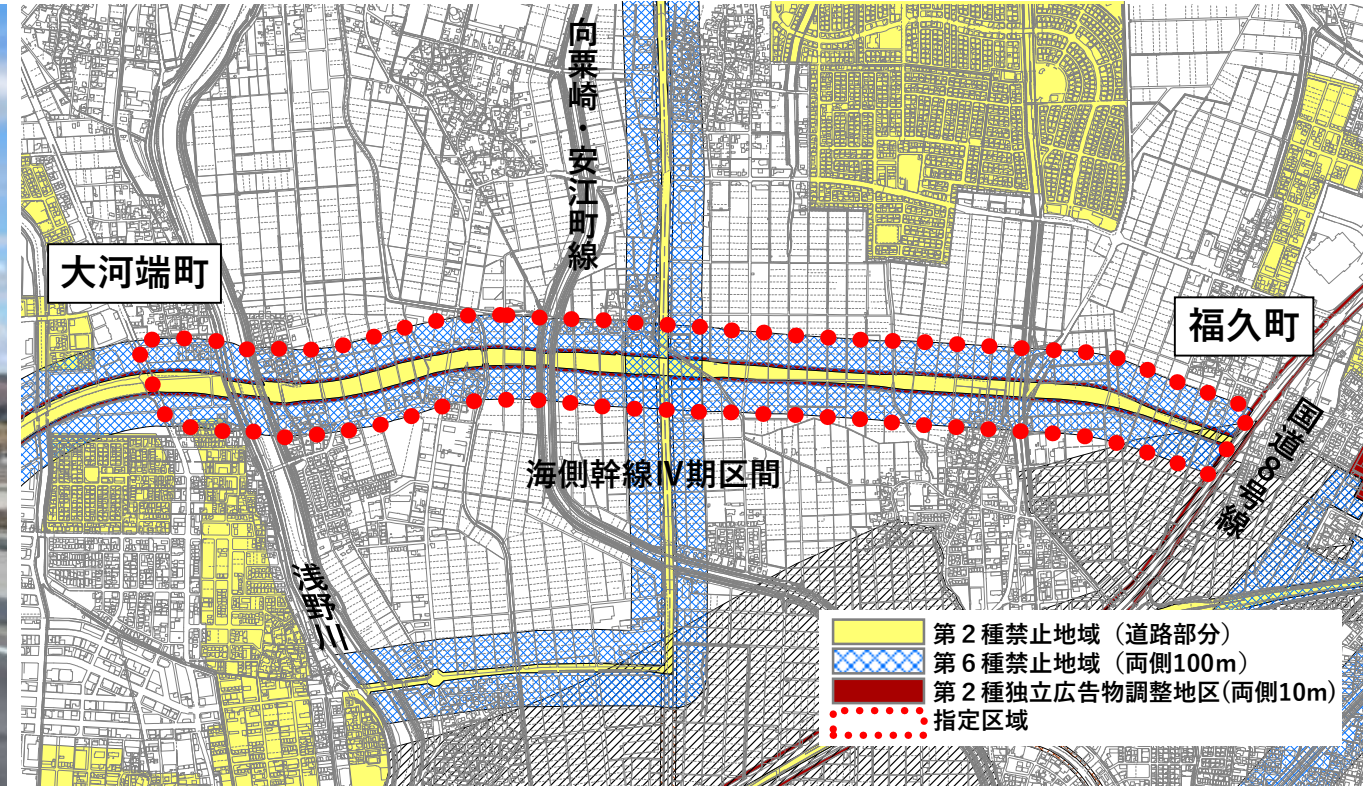 向粟崎・安江町線
大河端町
福久町
国道8号線
海側幹線Ⅳ期区間
浅野川
第２種禁止地域（道路部分）
第６種禁止地域（両側100m）
第２種独立広告物調整地区(両側10m)
指定区域